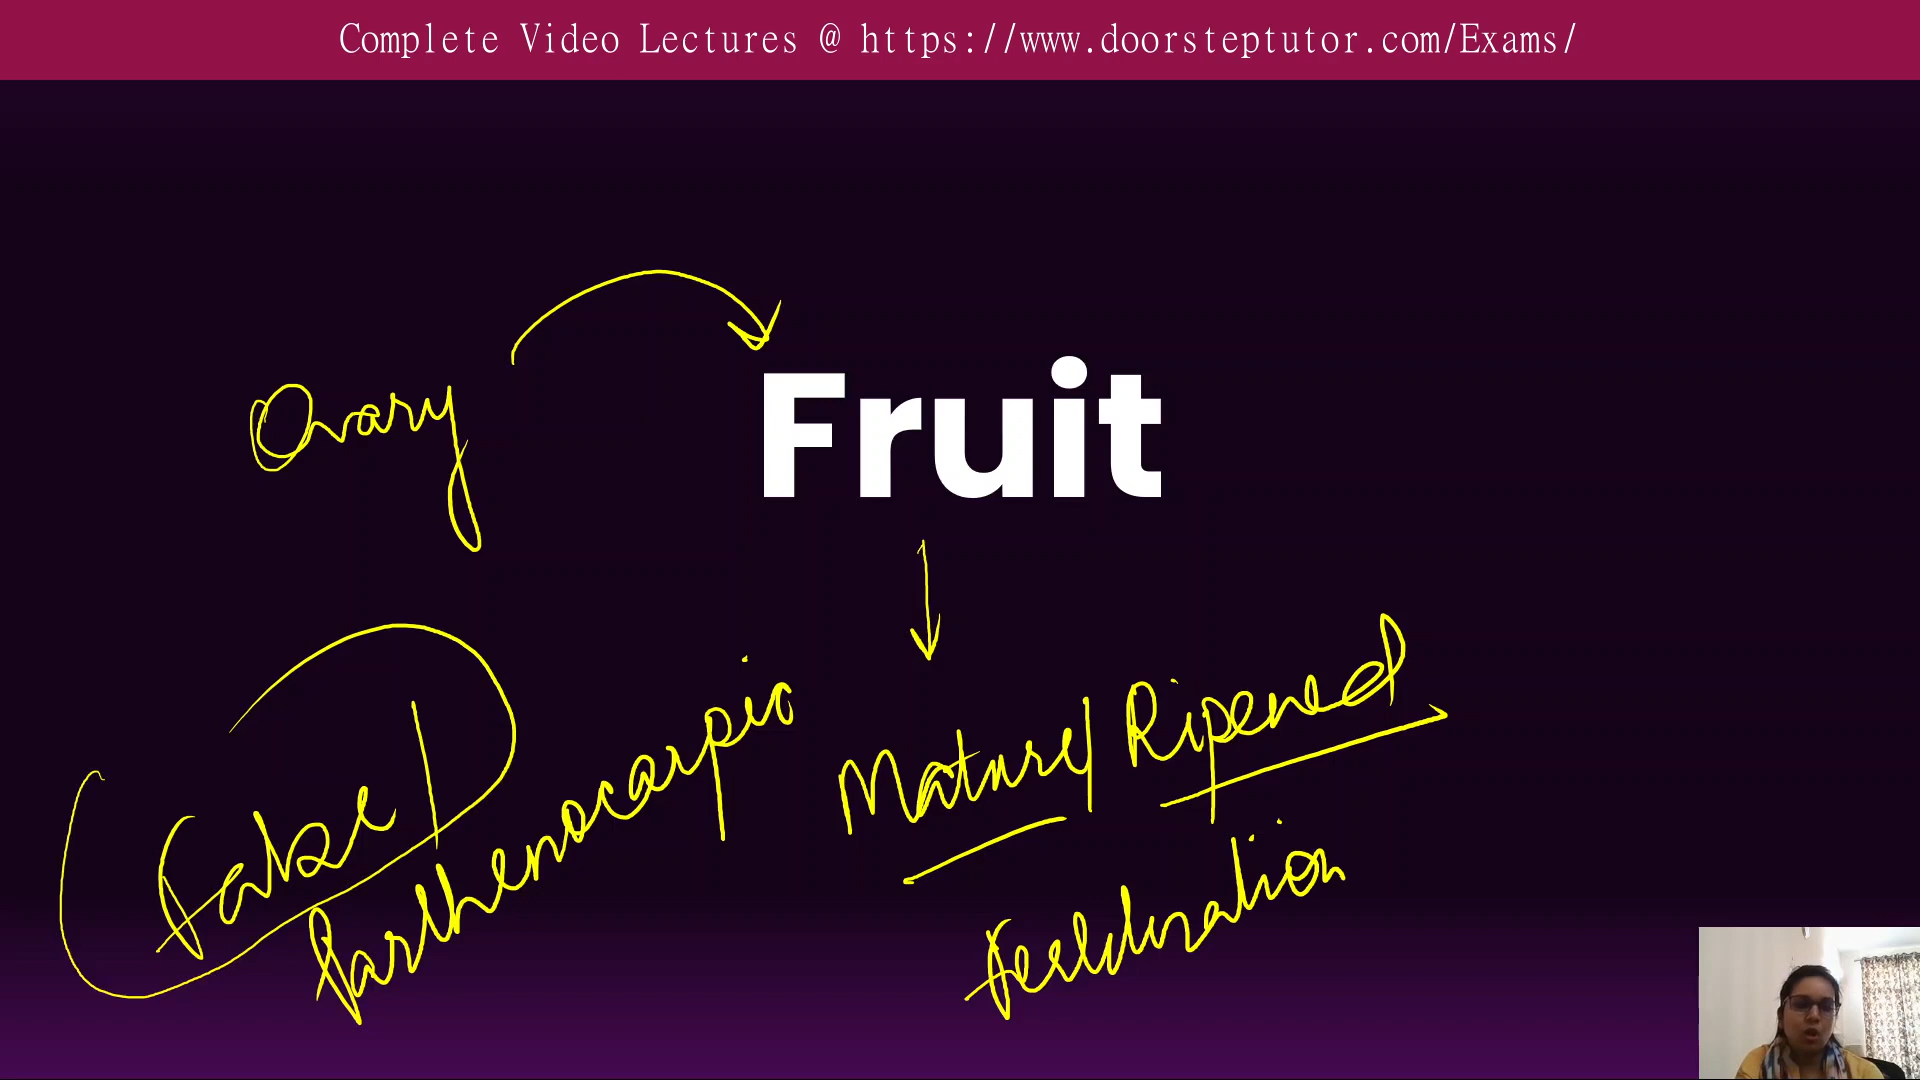 Complete Video Lectures @ https://www.doorsteptutor.com/Exams/
Ovary
Fruit
Mature/Ripened
False/
Parthenocarpic
Fertilization